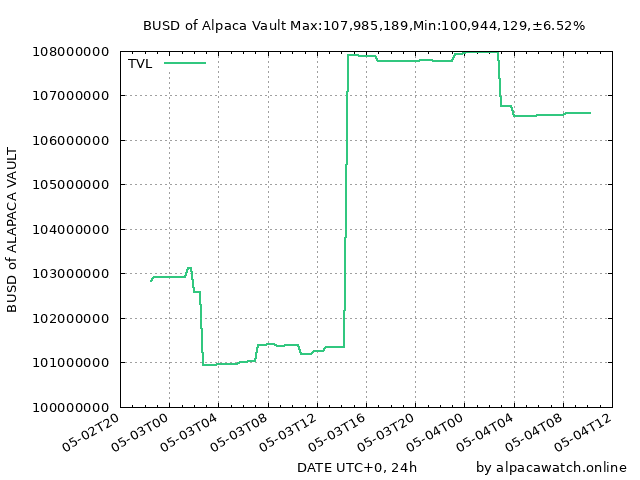 BUSD of Alpaca Vault Max:107,985,189,Min:100,944,129,±6.52%
108000000
TVL
107000000
106000000
105000000
104000000
103000000
102000000
101000000
100000000
BUSD of ALAPACA VAULT
05-02T20
05-03T00
05-03T04
05-03T08
05-03T12
05-03T16
05-03T20
05-04T00
05-04T04
05-04T08
05-04T12
DATE UTC+0, 24h
by alpacawatch.online